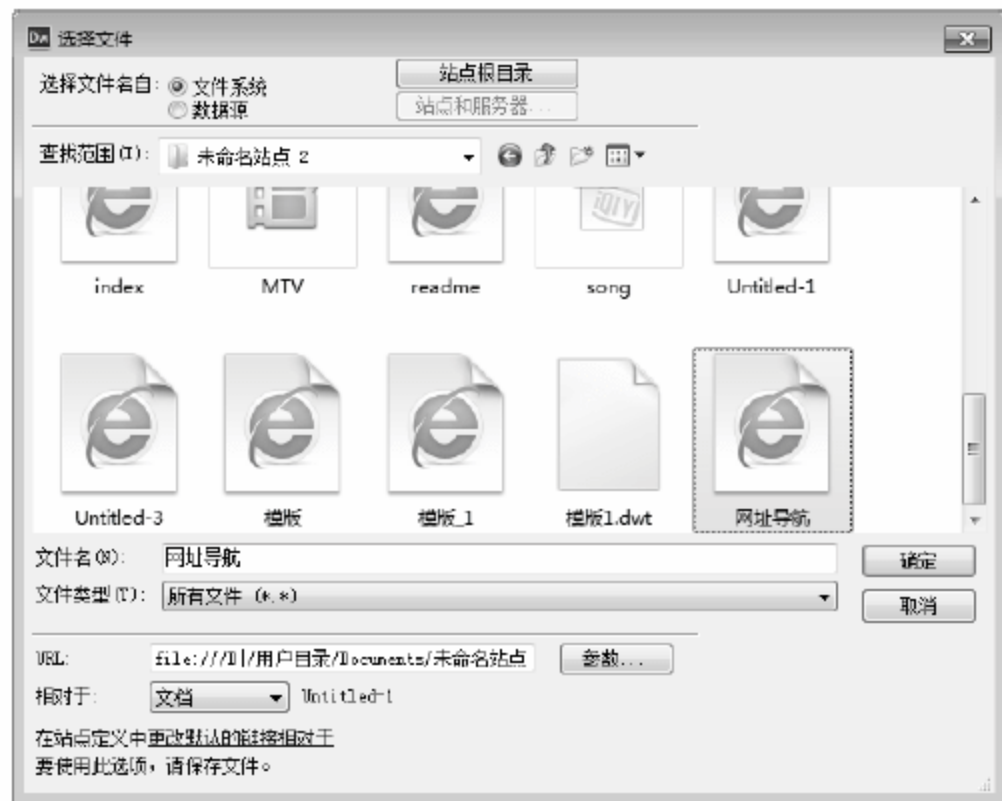 Dw 选择文件
选择文件名自: 文件系统 站点根目录
数据源 站点和服务器...
查找范围(I): 未命名站点 2
iQIYI
index MTV readme song Untitled-1
Untitled-3 模版 模版_1 模版1.dwt 网址导航
文件名(N): 网址导航 确定
文件类型(T): 所有文件 (*.*) 取消
URL: file:///D|/用户目录/Documents/未命名站点 参数...
相对于: 文档 Untitled-1
在站点定义中更改默认的链接相对于
要使用此选项，请保存文件。